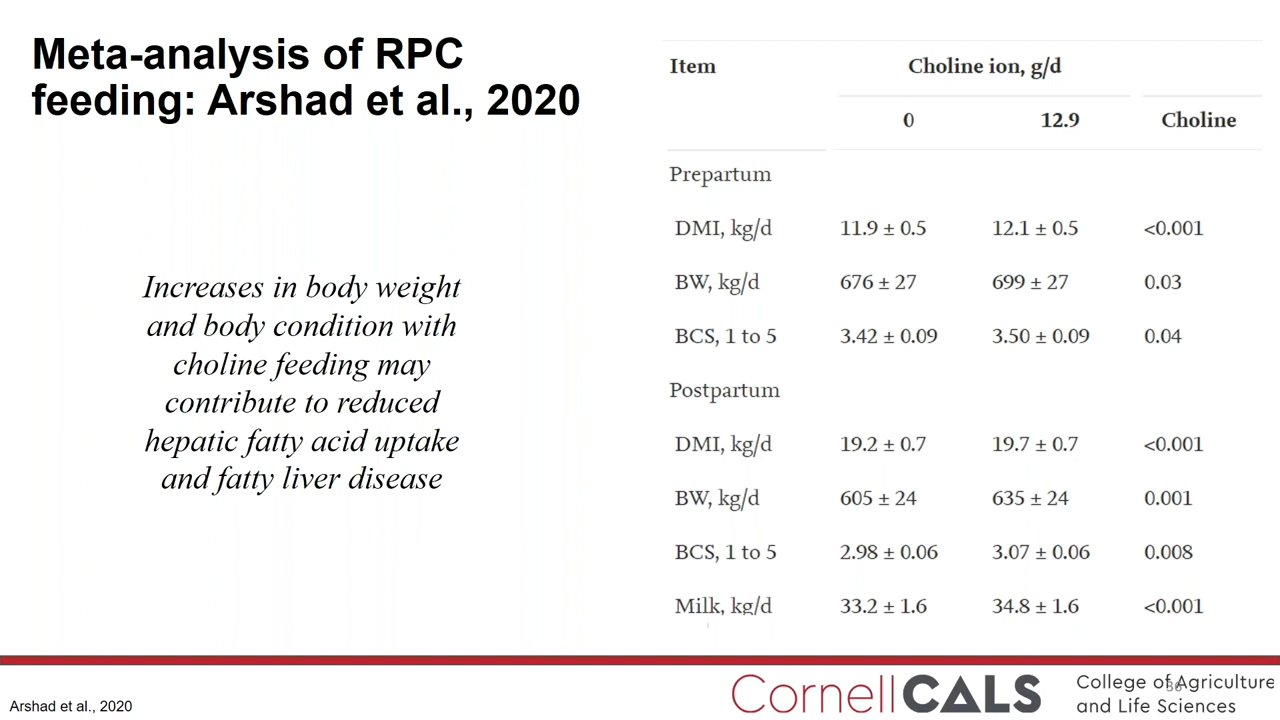 Meta-analysis of RPC
feeding: Arshad et al., 2020
Increases in body weight
and body condition with
choline feeding may
contribute to reduced
hepatic fatty acid uptake
and fatty liver disease
Item Choline ion, g/d
0 12.9 Choline
Prepartum
DMI, kg/d 11.9 ± 0.5 12.1 ± 0.5 <0.001
BW, kg/d 676 ± 27 699 ± 27 0.03
BCS, 1 to 5 3.42 ± 0.09 3.50 ± 0.09 0.04
Postpartum
DMI, kg/d 19.2 ± 0.7 19.7 ± 0.7 <0.001
BW, kg/d 605 ± 24 635 ± 24 0.001
BCS, 1 to 5 2.98 ± 0.06 3.07 ± 0.06 0.008
Milk, kg/d 33.2 ± 1.6 34.8 ± 1.6 <0.001
Arshad et al., 2020
CornellCALS
College of Agriculture
and Life Sciences